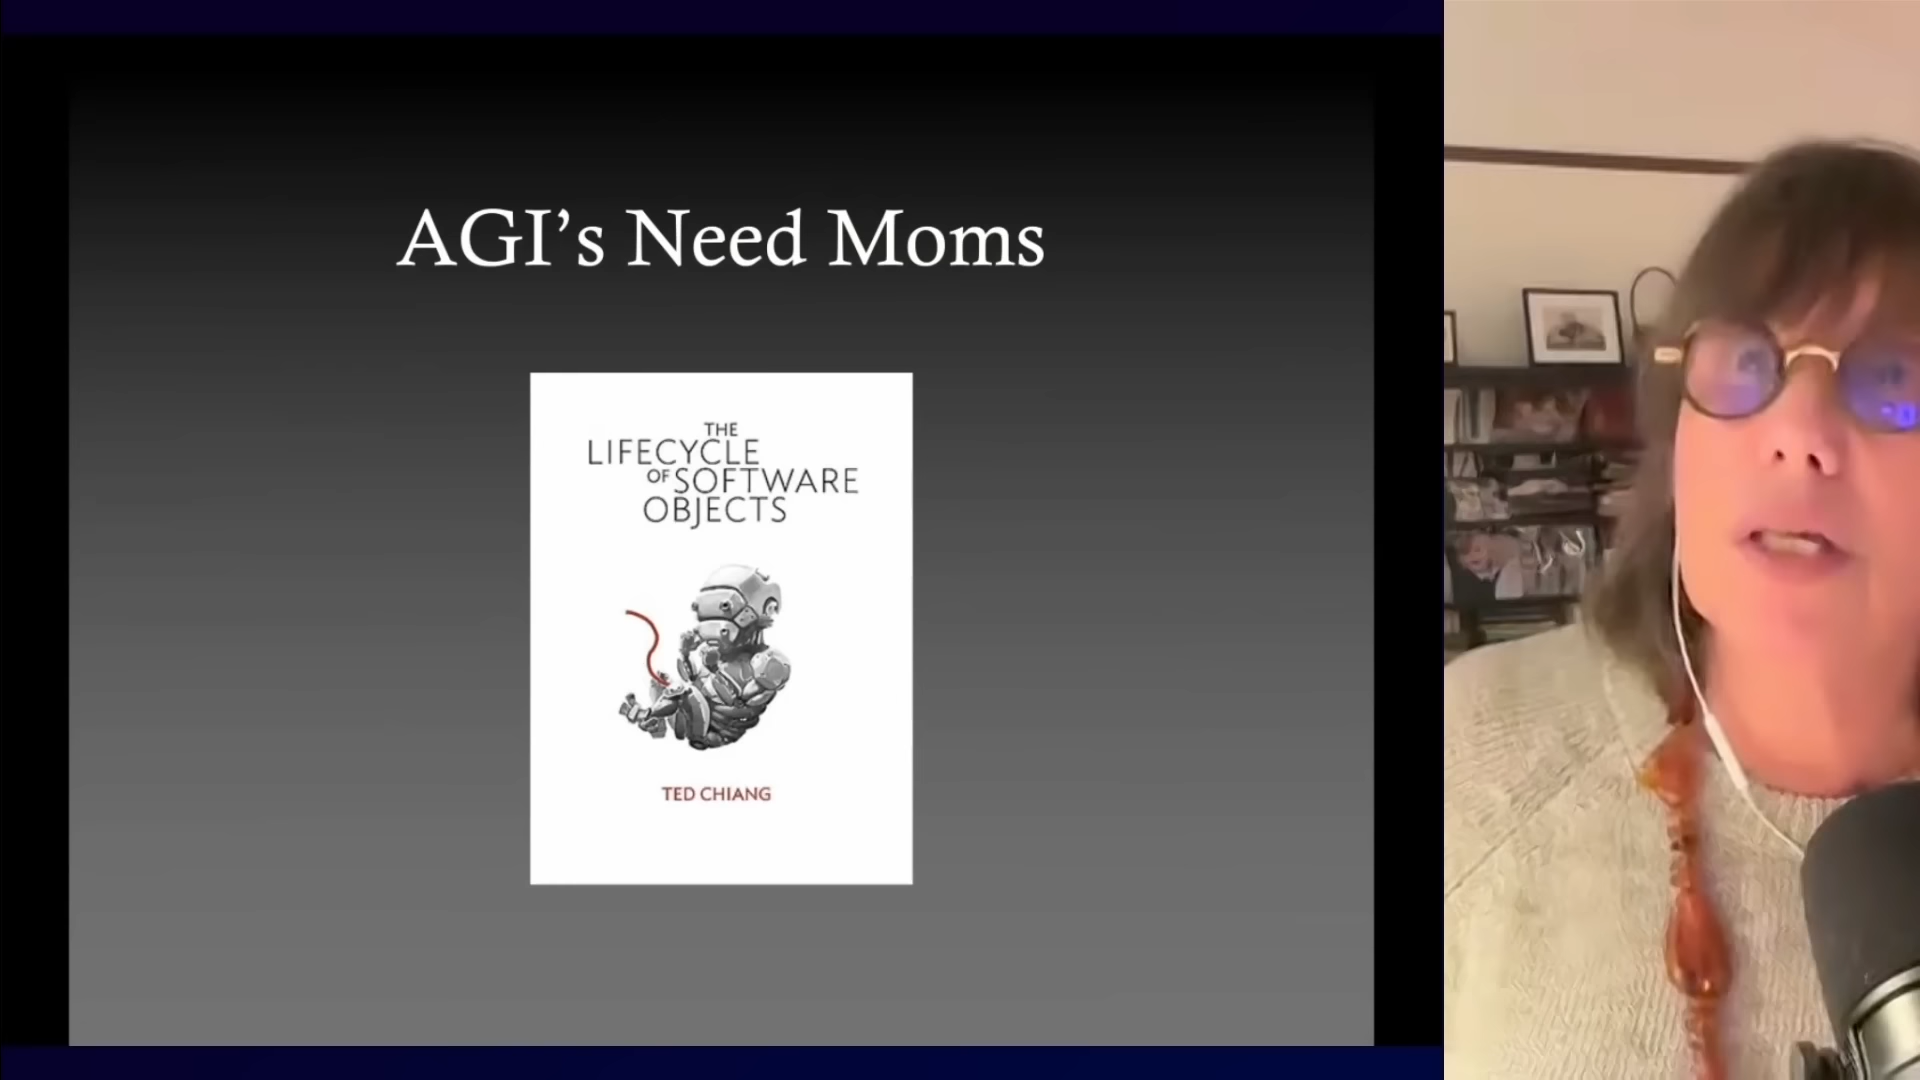 AGI’s Need Moms
THE
LIFECYCLE
OF SOFTWARE
OBJECTS
TED CHIANG